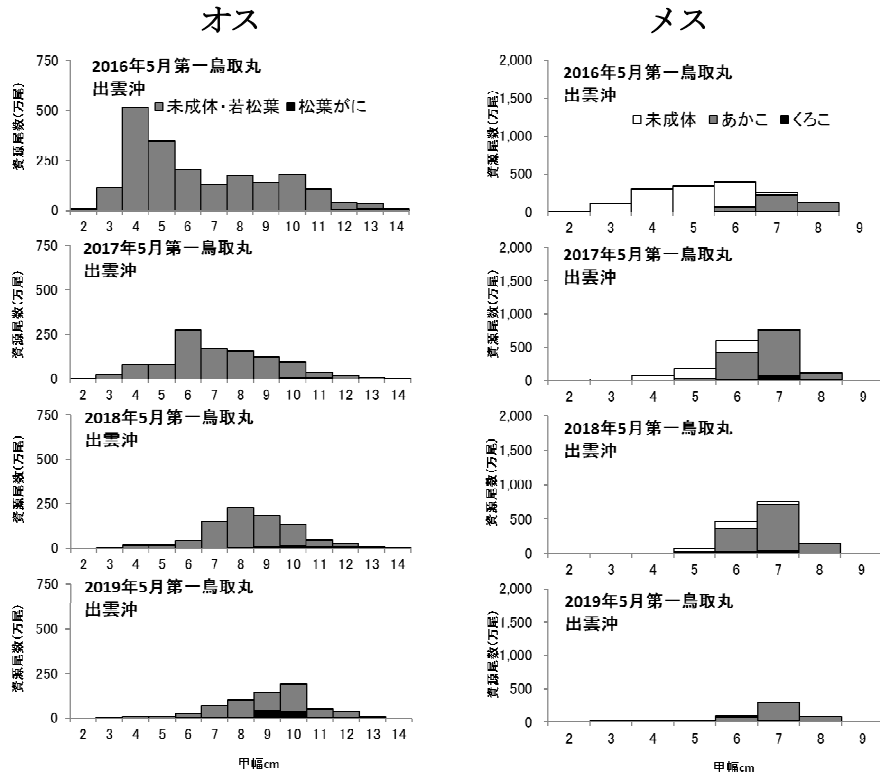 オス
750
500
250
0
資源尾数(万尾)
2016年5月第一鳥取丸
出雲沖
未成体・若松葉 松葉がに
2 3 4 5 6 7 8 9 10 11 12 13 14
750
500
250
0
資源尾数(万尾)
2017年5月第一鳥取丸
出雲沖
2 3 4 5 6 7 8 9 10 11 12 13 14
750
500
250
0
資源尾数(万尾)
2018年5月第一鳥取丸
出雲沖
2 3 4 5 6 7 8 9 10 11 12 13 14
750
500
250
0
資源尾数(万尾)
2019年5月第一鳥取丸
出雲沖
2 3 4 5 6 7 8 9 10 11 12 13 14
甲幅cm
メス
2,000
1,500
1,000
500
0
資源尾数(万尾)
2016年5月第一鳥取丸
出雲沖
未成体 あかこ くろこ
2 3 4 5 6 7 8 9
2,000
1,500
1,000
500
0
資源尾数(万尾)
2017年5月第一鳥取丸
出雲沖
2 3 4 5 6 7 8 9
2,000
1,500
1,000
500
0
資源尾数(万尾)
2018年5月第一鳥取丸
出雲沖
2 3 4 5 6 7 8 9
2,000
1,500
1,000
500
0
資源尾数(万尾)
2019年5月第一鳥取丸
出雲沖
2 3 4 5 6 7 8 9
甲幅cm